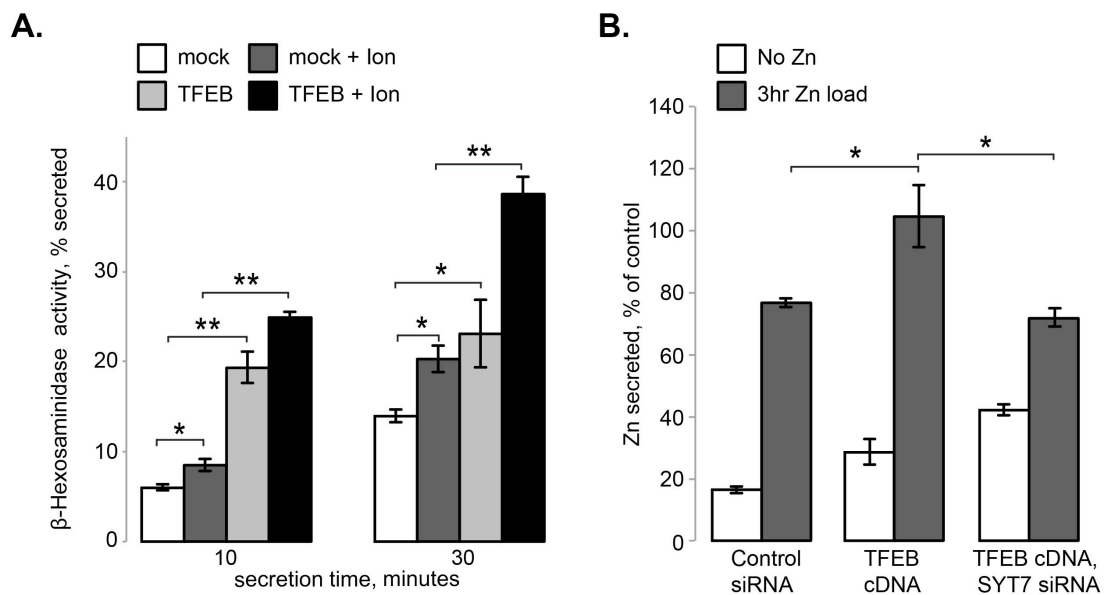 A.
mock
mock + Ion
TFEB
TFEB + Ion
β-Hexosaminidase activity, % secreted
40
30
20
10
0
**
**
*
**
*
*
10
30
secretion time, minutes
B.
No Zn
3hr Zn load
Zn secreted, % of control
140
120
100
80
60
40
20
0
*
*
Control
siRNA
TFEB
cDNA
TFEB cDNA,
SYT7 siRNA